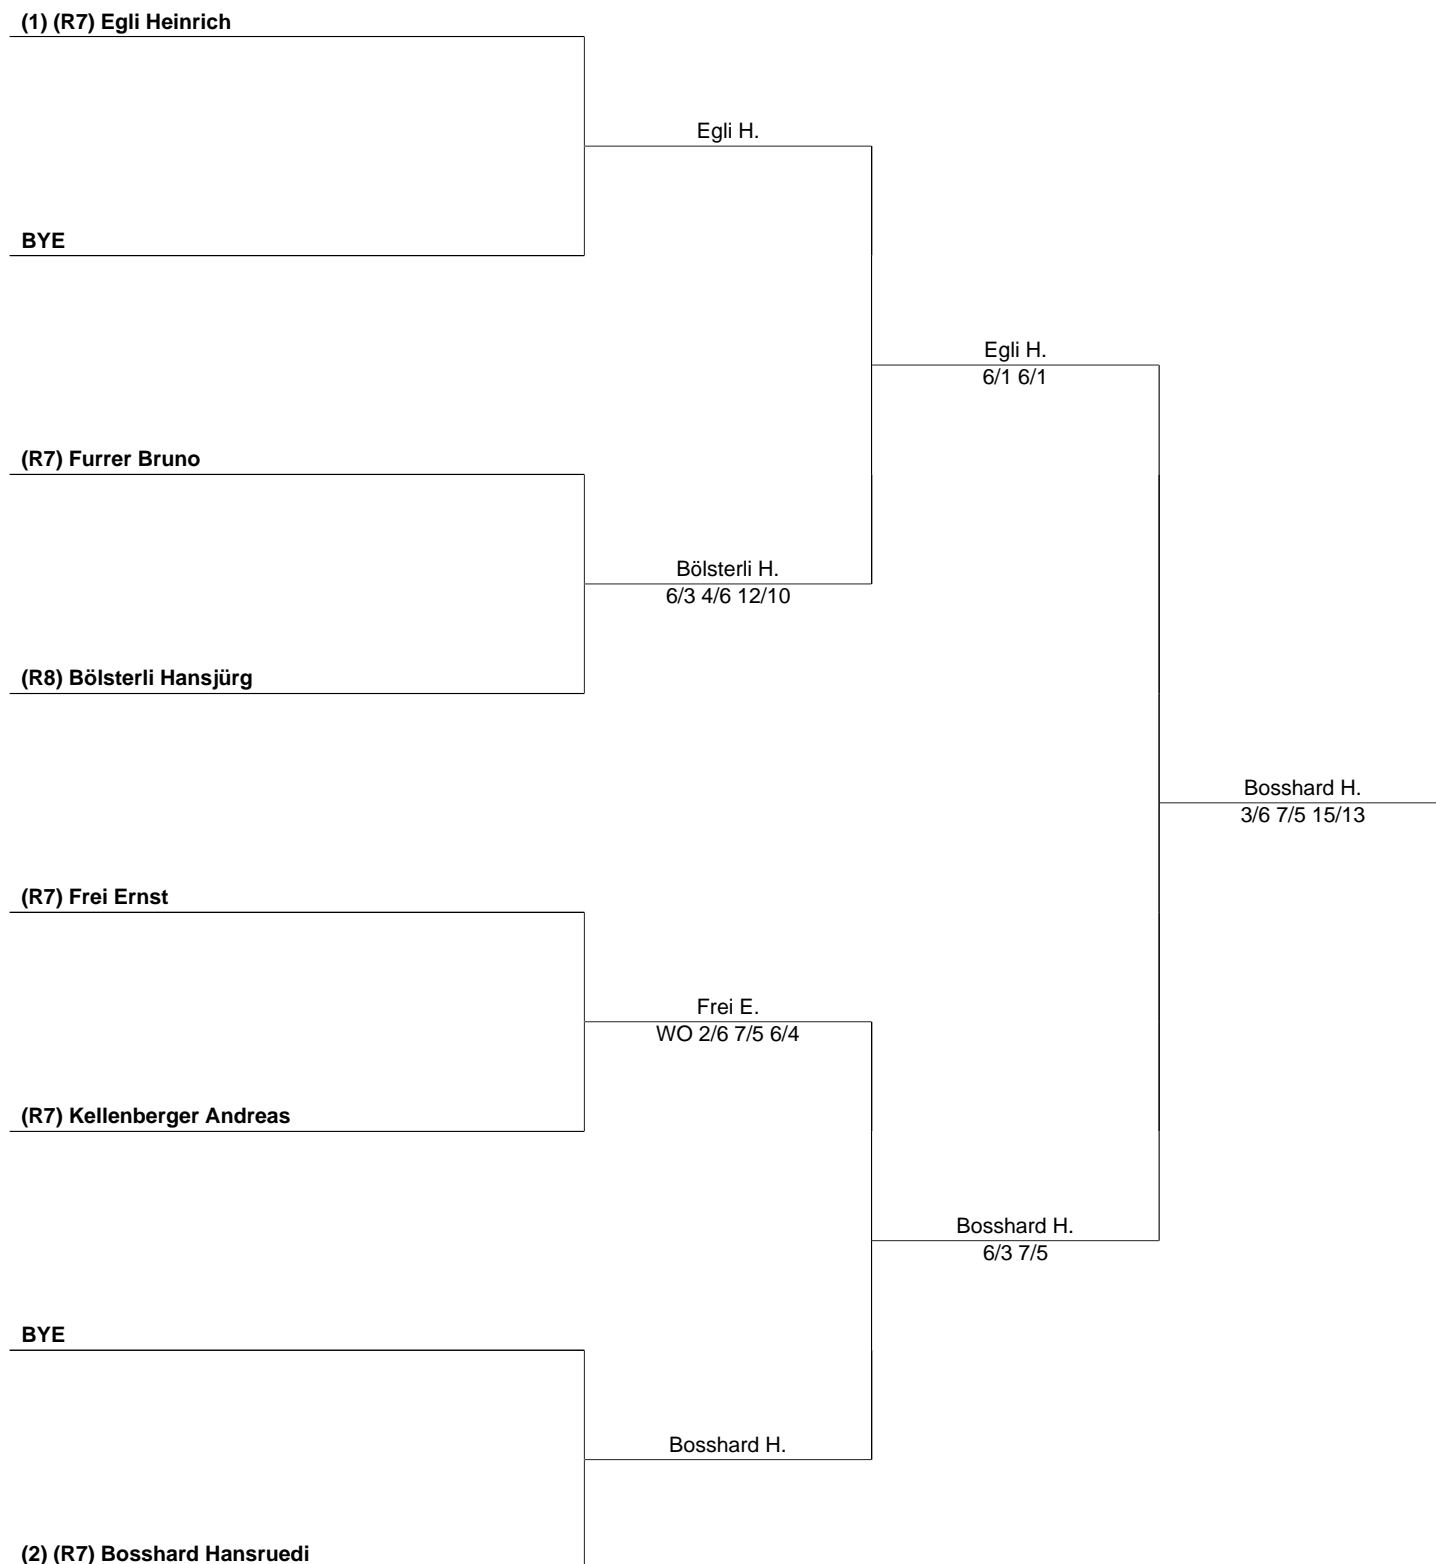 (1) (R7) Egli Heinrich
Egli H.
BYE
Egli H.
6/1 6/1
(R7) Furrer Bruno
Bölsterli H.
6/3 4/6 12/10
(R8) Bölsterli Hansjürg
Bosshard H.
3/6 7/5 15/13
(R7) Frei Ernst
Frei E.
WO 2/6 7/5 6/4
(R7) Kellenberger Andreas
Bosshard H.
6/3 7/5
BYE
Bosshard H.
(2) (R7) Bosshard Hansruedi